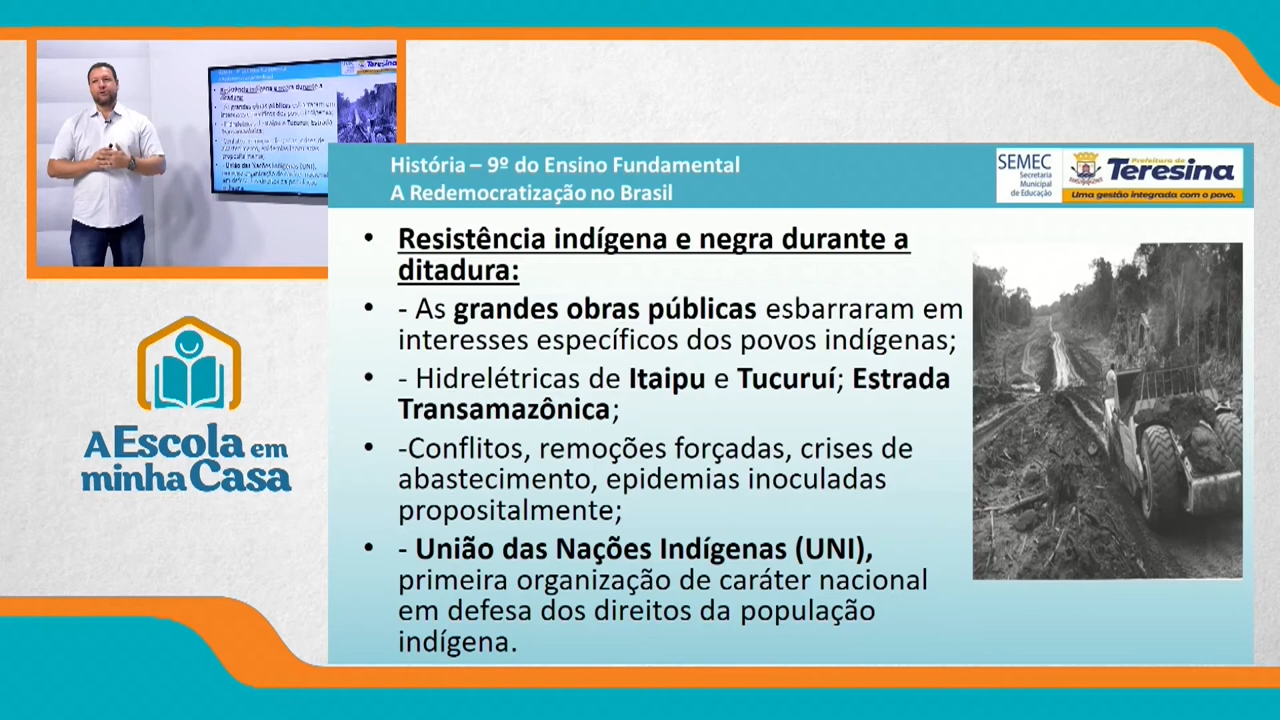 História – 9º do Ensino Fundamental
A Redemocratização no Brasil
SEMEC
Secretaria
Municipal
de Educação
Prefeitura de
Teresina
Uma gestão integrada com o povo.
• Resistência indígena e negra durante a
ditadura:
• - As grandes obras públicas esbarraram em
interesses específicos dos povos indígenas;
• - Hidrelétricas de Itaipu e Tucuruí; Estrada
Transamazônica;
• -Conflitos, remoções forçadas, crises de
abastecimento, epidemias inoculadas
propositalmente;
• - União das Nações Indígenas (UNI),
primeira organização de caráter nacional
em defesa dos direitos da população
indígena.
A Escola em
minha Casa